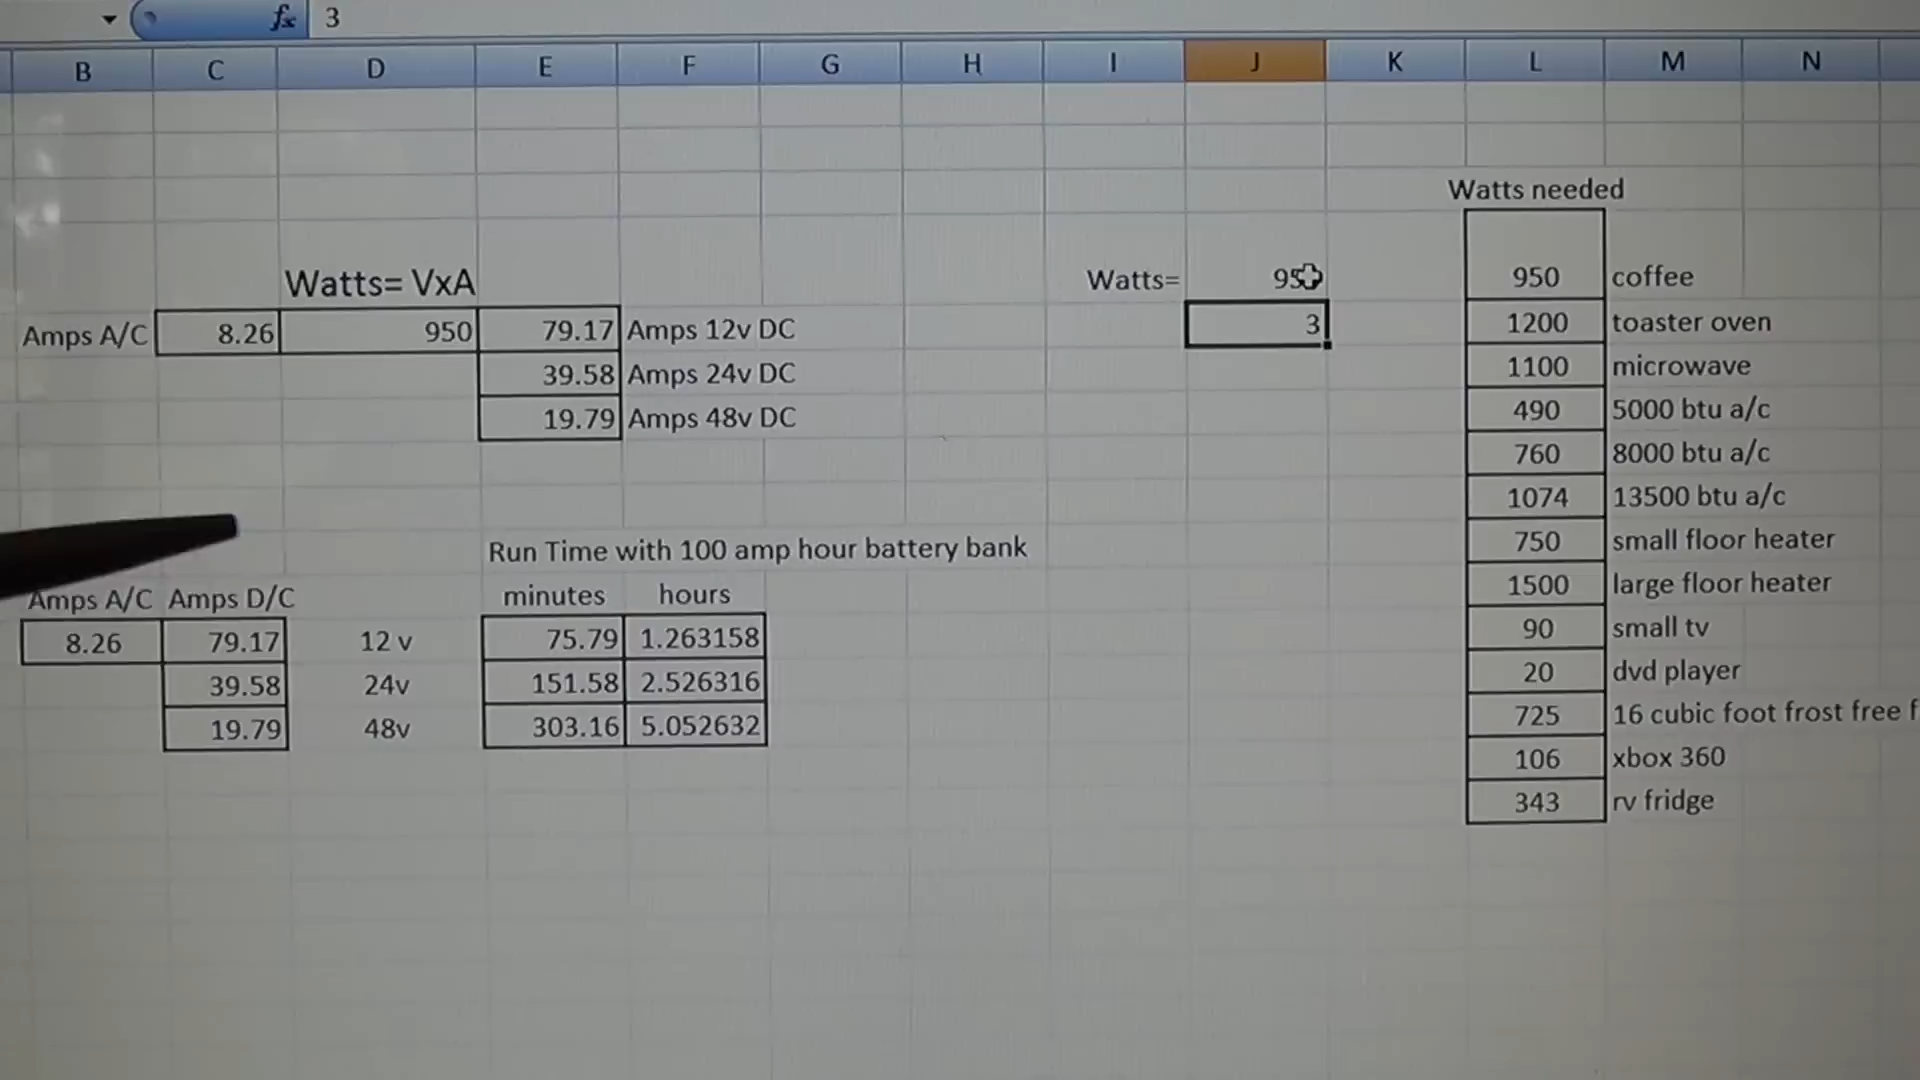 fx 3
B C D E F G H I J K L M N
Watts needed
Watts= VxA Watts= 950 coffee
Amps A/C 8.26 950 79.17 Amps 12v DC 3 1200 toaster oven
39.58 Amps 24v DC 1100 microwave
19.79 Amps 48v DC 490 5000 btu a/c
760 8000 btu a/c
1074 13500 btu a/c
Run Time with 100 amp hour battery bank 750 small floor heater
Amps A/C Amps D/C minutes hours 1500 large floor heater
8.26 79.17 12 v 75.79 1.263158 90 small tv
39.58 24v 151.58 2.526316 20 dvd player
19.79 48v 303.16 5.052632 725 16 cubic foot frost free f
106 xbox 360
343 rv fridge